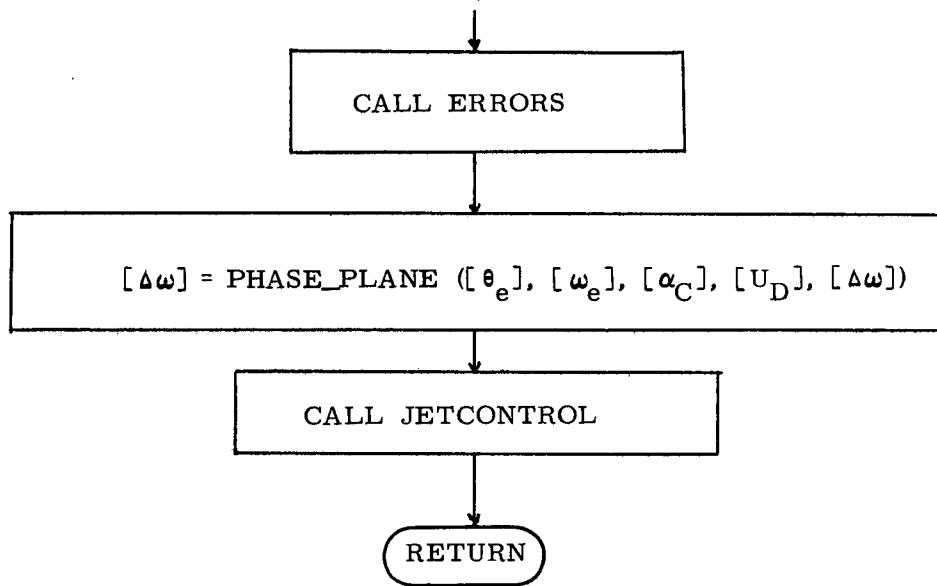 CALL ERRORS
[Δω] = PHASE_PLANE ([θe], [ωe], [αC], [UD], [Δω])
CALL JETCONTROL
RETURN